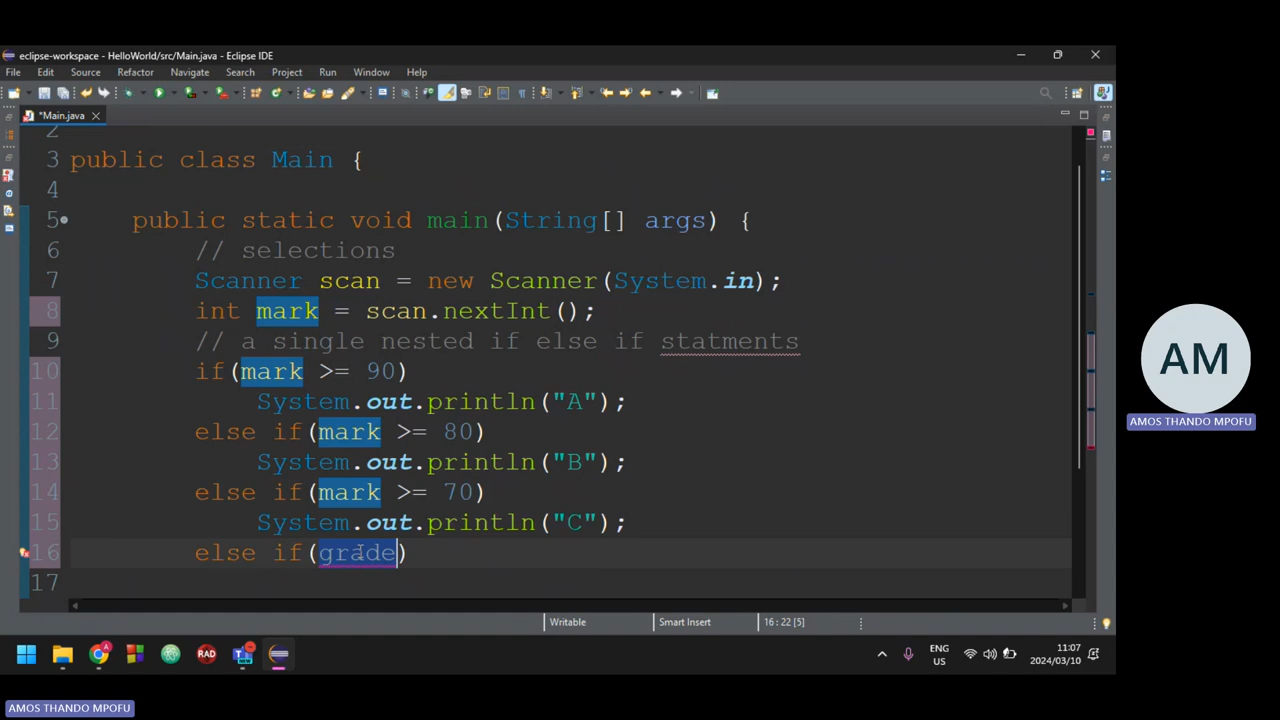 eclipse-workspace - HelloWorld/src/Main.java - Eclipse IDE
File Edit Source Refactor Navigate Search Project Run Window Help
*Main.java
2
3 public class Main {
4
5 public static void main(String[] args) {
6 // selections
7 Scanner scan = new Scanner(System.in);
8 int mark = scan.nextInt();
9 // a single nested if else if statments
10 if(mark >= 90)
11 System.out.println("A");
12 else if(mark >= 80)
13 System.out.println("B");
14 else if(mark >= 70)
15 System.out.println("C");
16 else if(grade)
17
AM
AMOS THANDO MPOFU
Writable Smart Insert 16 : 22 [5]
RAD
ENG
US
11:07
2024/03/10
AMOS THANDO MPOFU